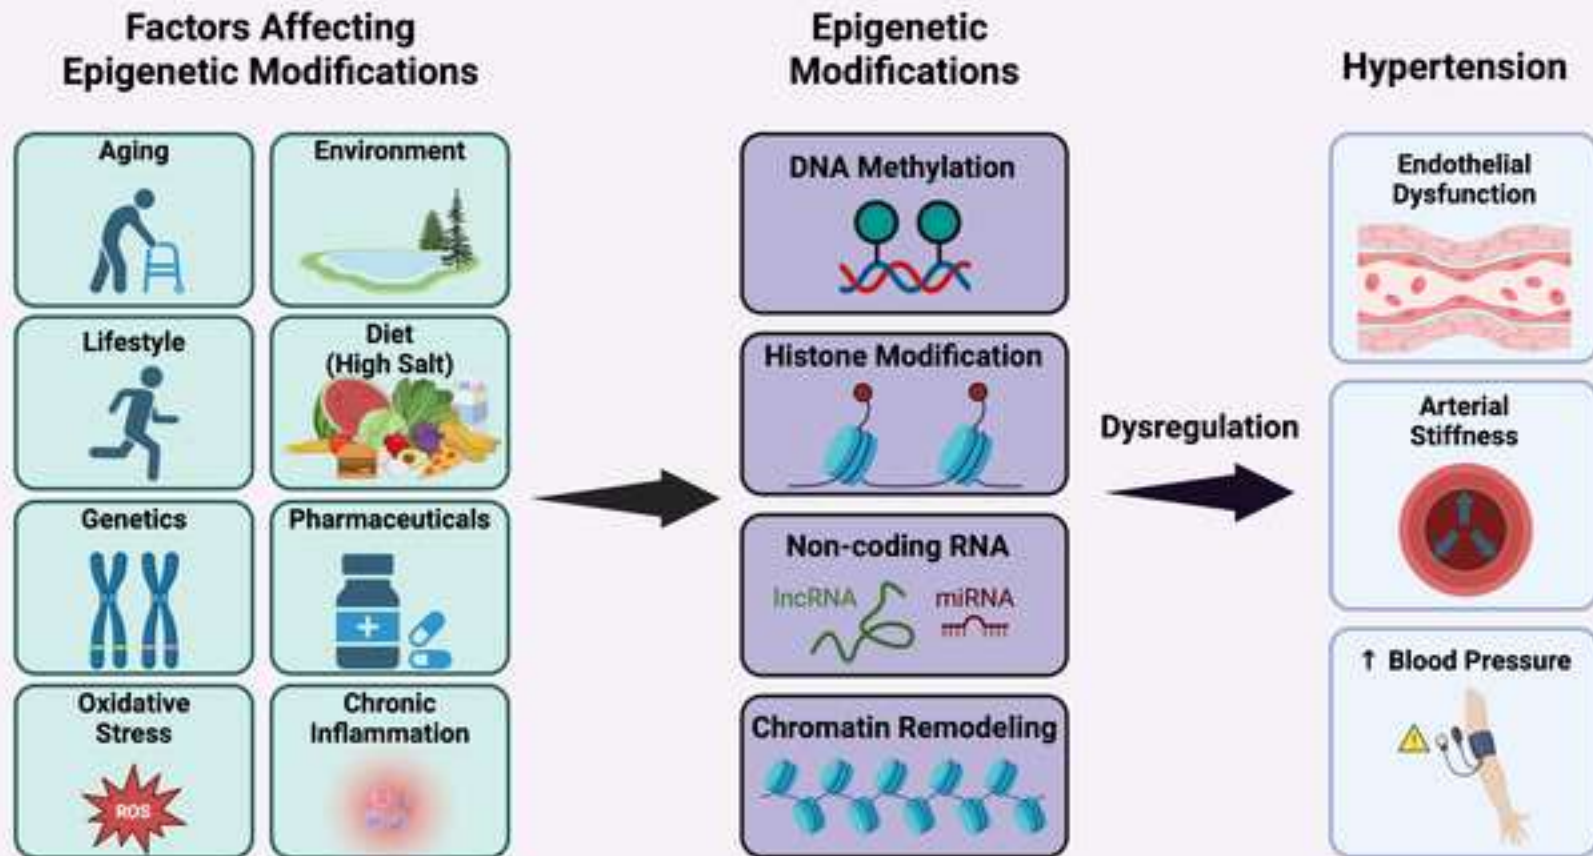 Factors Affecting
Epigenetic Modifications
Aging
Environment
Lifestyle
Diet
(High Salt)
Genetics
Pharmaceuticals
Oxidative
Stress
ROS
Chronic
Inflammation
Epigenetic
Modifications
DNA Methylation
Histone Modification
Non-coding RNA
lncRNA
miRNA
Chromatin Remodeling
Dysregulation
Hypertension
Endothelial
Dysfunction
Arterial
Stiffness
↑ Blood Pressure